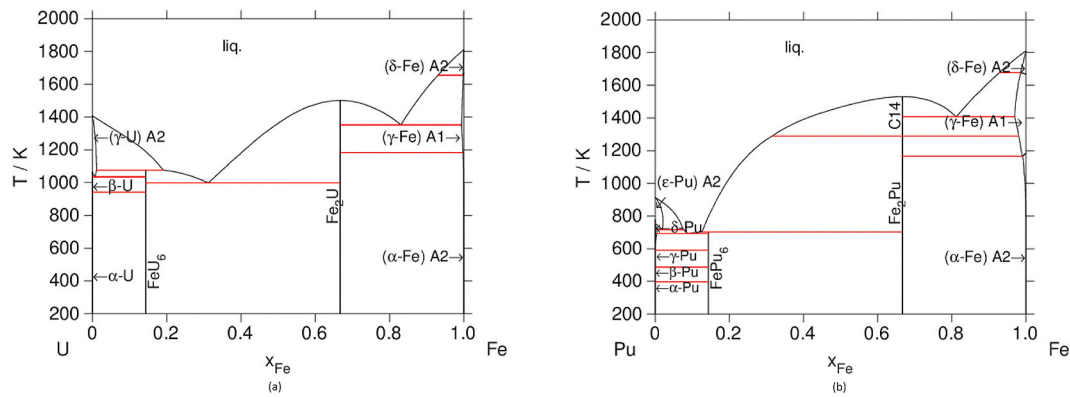 2000
1800
1600
1400
1200
1000
800
600
400
200
T / K
liq.
(δ-Fe) A2
(γ-U) A2
(γ-Fe) A1
β-U
Fe2U
α-U
FeU6
(α-Fe) A2
0
0.2
0.4
0.6
0.8
1.0
U
xFe
Fe
(a)
2000
1800
1600
1400
1200
1000
800
600
400
200
T / K
liq.
(δ-Fe) A2
C14
(γ-Fe) A1
(ε-Pu) A2
δ-Pu
Fe2Pu
γ-Pu
β-Pu
α-Pu
FePu6
(α-Fe) A2
0
0.2
0.4
0.6
0.8
1.0
Pu
xFe
Fe
(b)